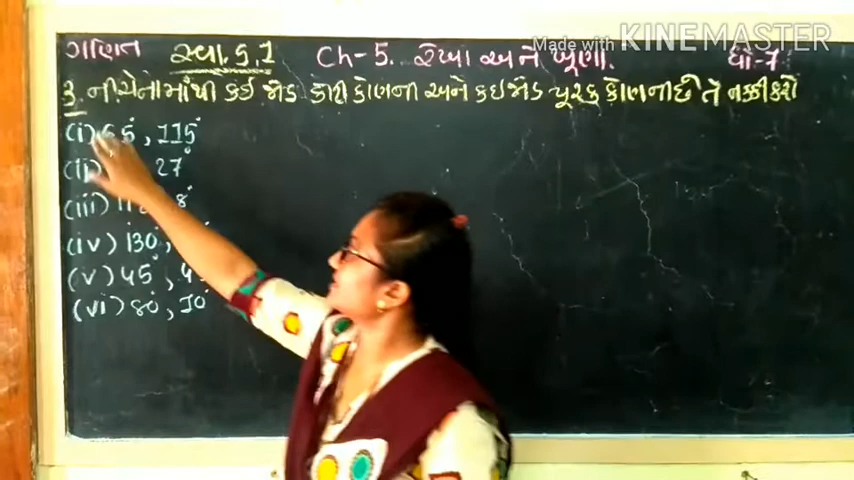 Made with KINEMASTER
ગણિત સ્વા. 5.1 Ch-5. રેખા અને ખૂણા. ધો-7
3. નીચેનામાંથી કઈ જોડ કોટિકોણની અને કઈ જોડ પૂરક કોણની છે તે નક્કી કરો
(i) 65°, 115°
(ii) 27°
(iii)
(iv) 130°,
(v) 45°,
(vi) 80°, 10°